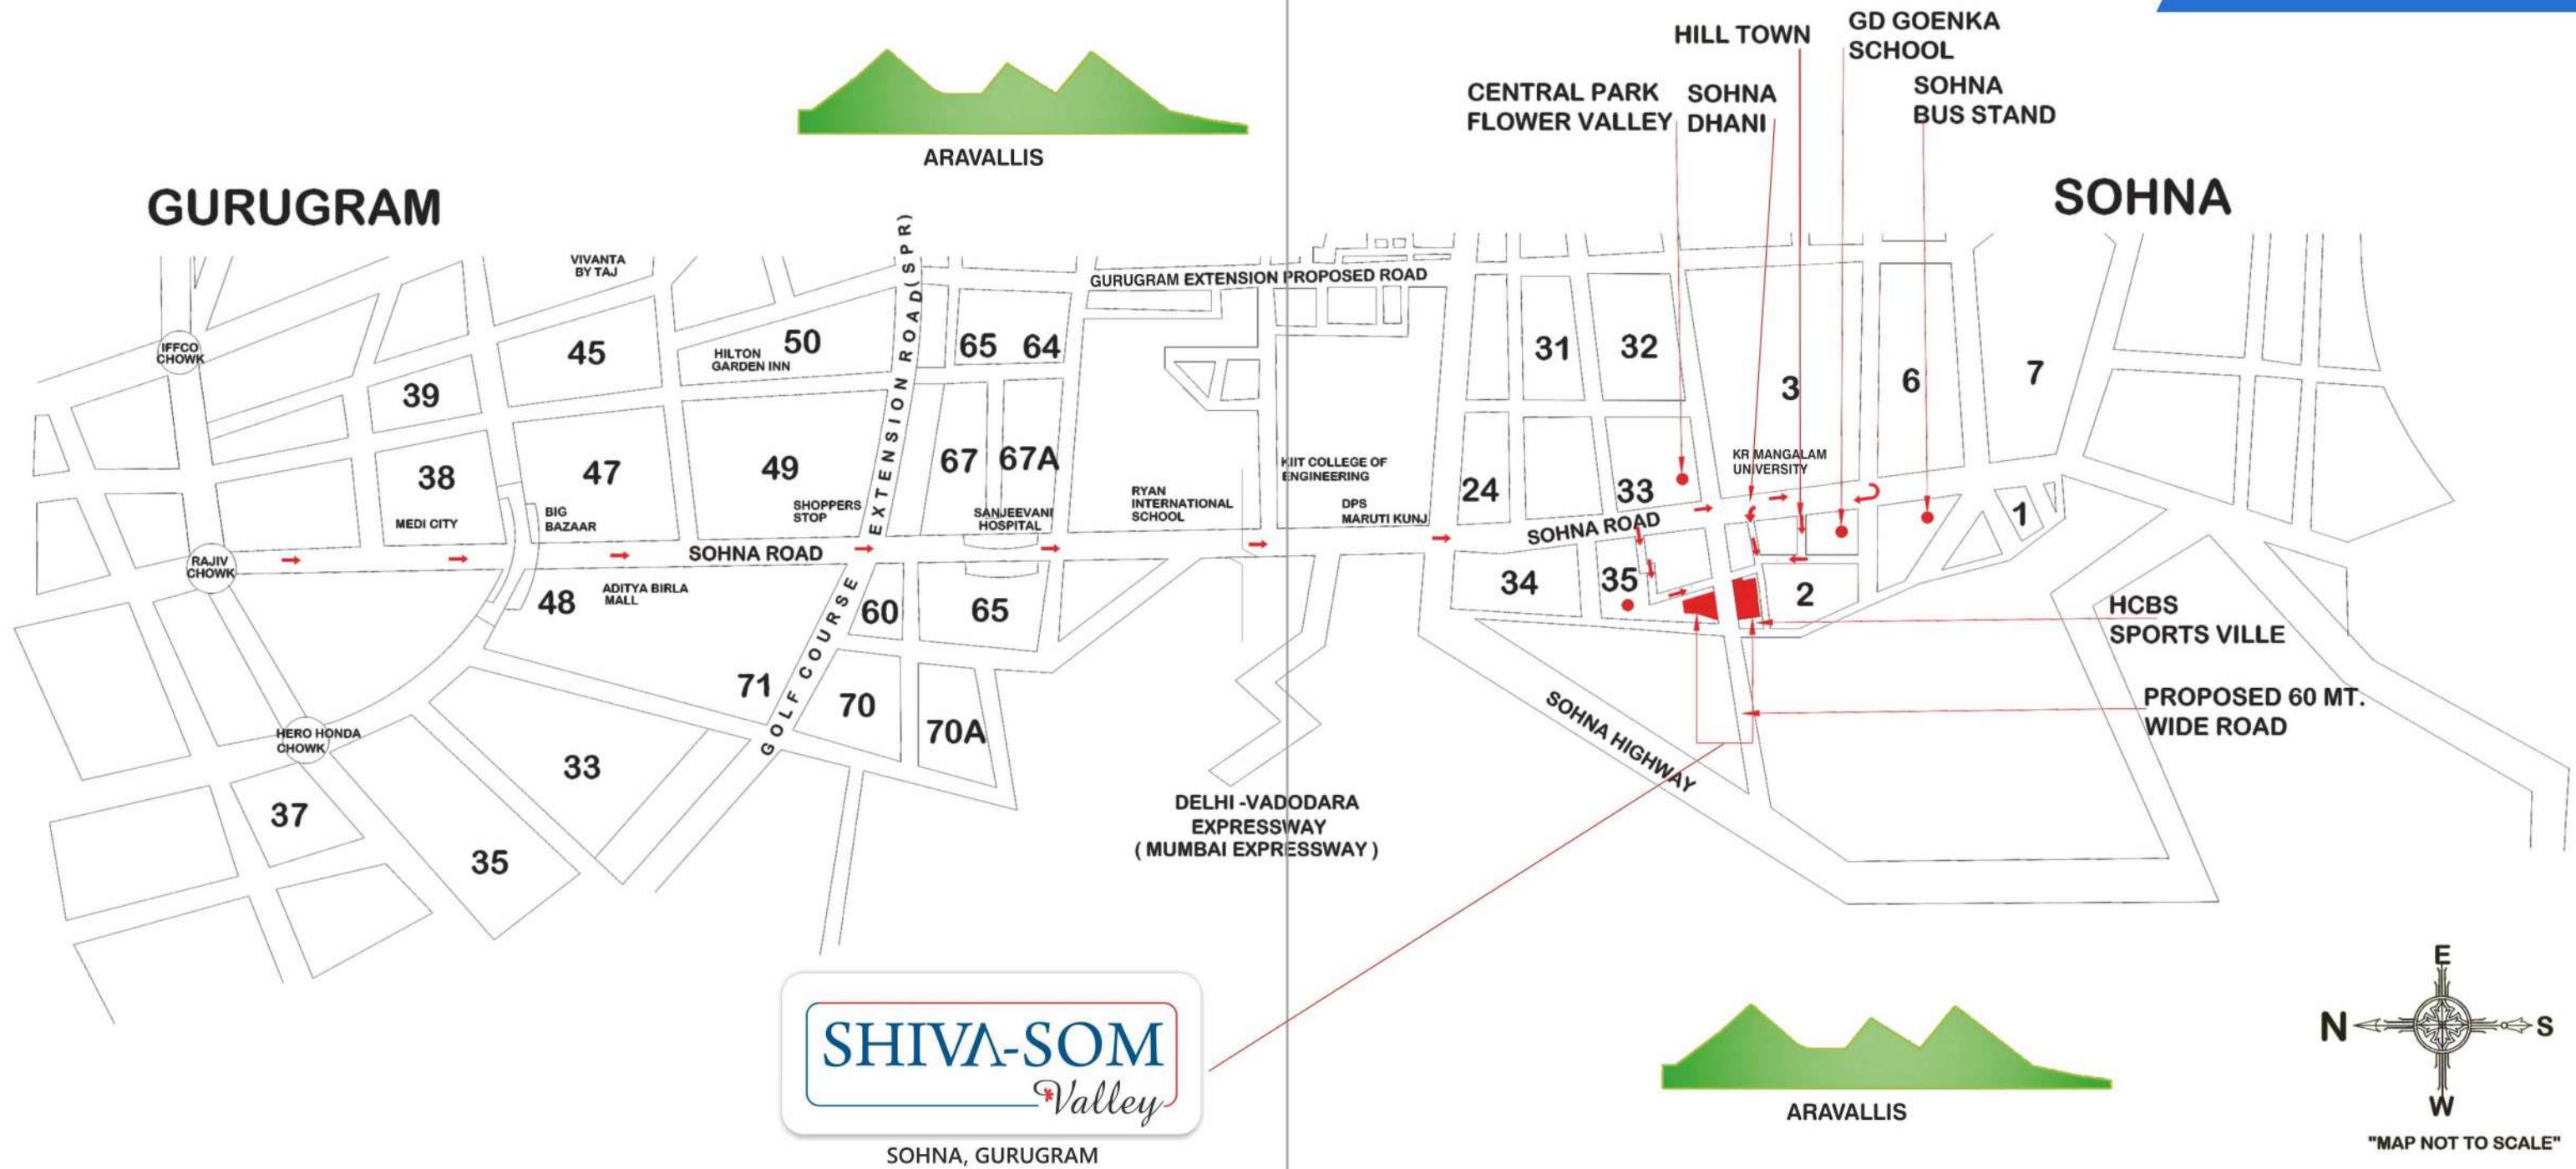 HILL TOWN
GD GOENKA
SCHOOL
CENTRAL PARK
FLOWER VALLEY
SOHNA
DHANI
SOHNA
BUS STAND
ARAVALLIS
GURUGRAM
SOHNA
VIVANTA
BY TAJ
EXTENSION ROAD(SPR)
GURUGRAM EXTENSION PROPOSED ROAD
IFFCO
CHOWK
45
HILTON
GARDEN INN
50
65
64
31
32
3
6
7
39
38
MEDI CITY
47
BIG
BAZAAR
49
SHOPPERS
STOP
67
67A
SANJEEVANI
HOSPITAL
RYAN
INTERNATIONAL
SCHOOL
KIIT COLLEGE OF
ENGINEERING
DPS
MARUTI KUNJ
24
33
KR MANGALAM
UNIVERSITY
1
RAJIV
CHOWK
SOHNA ROAD
SOHNA ROAD
48
ADITYA BIRLA
MALL
GOLF COURSE
60
65
34
35
2
HCBS
SPORTS VILLE
71
70
70A
SOHNA HIGHWAY
PROPOSED 60 MT.
WIDE ROAD
HERO HONDA
CHOWK
33
37
35
DELHI -VADODARA
EXPRESSWAY
( MUMBAI EXPRESSWAY )
SHIVA-SOM
Valley
SOHNA, GURUGRAM
ARAVALLIS
E
N
S
W
"MAP NOT TO SCALE"